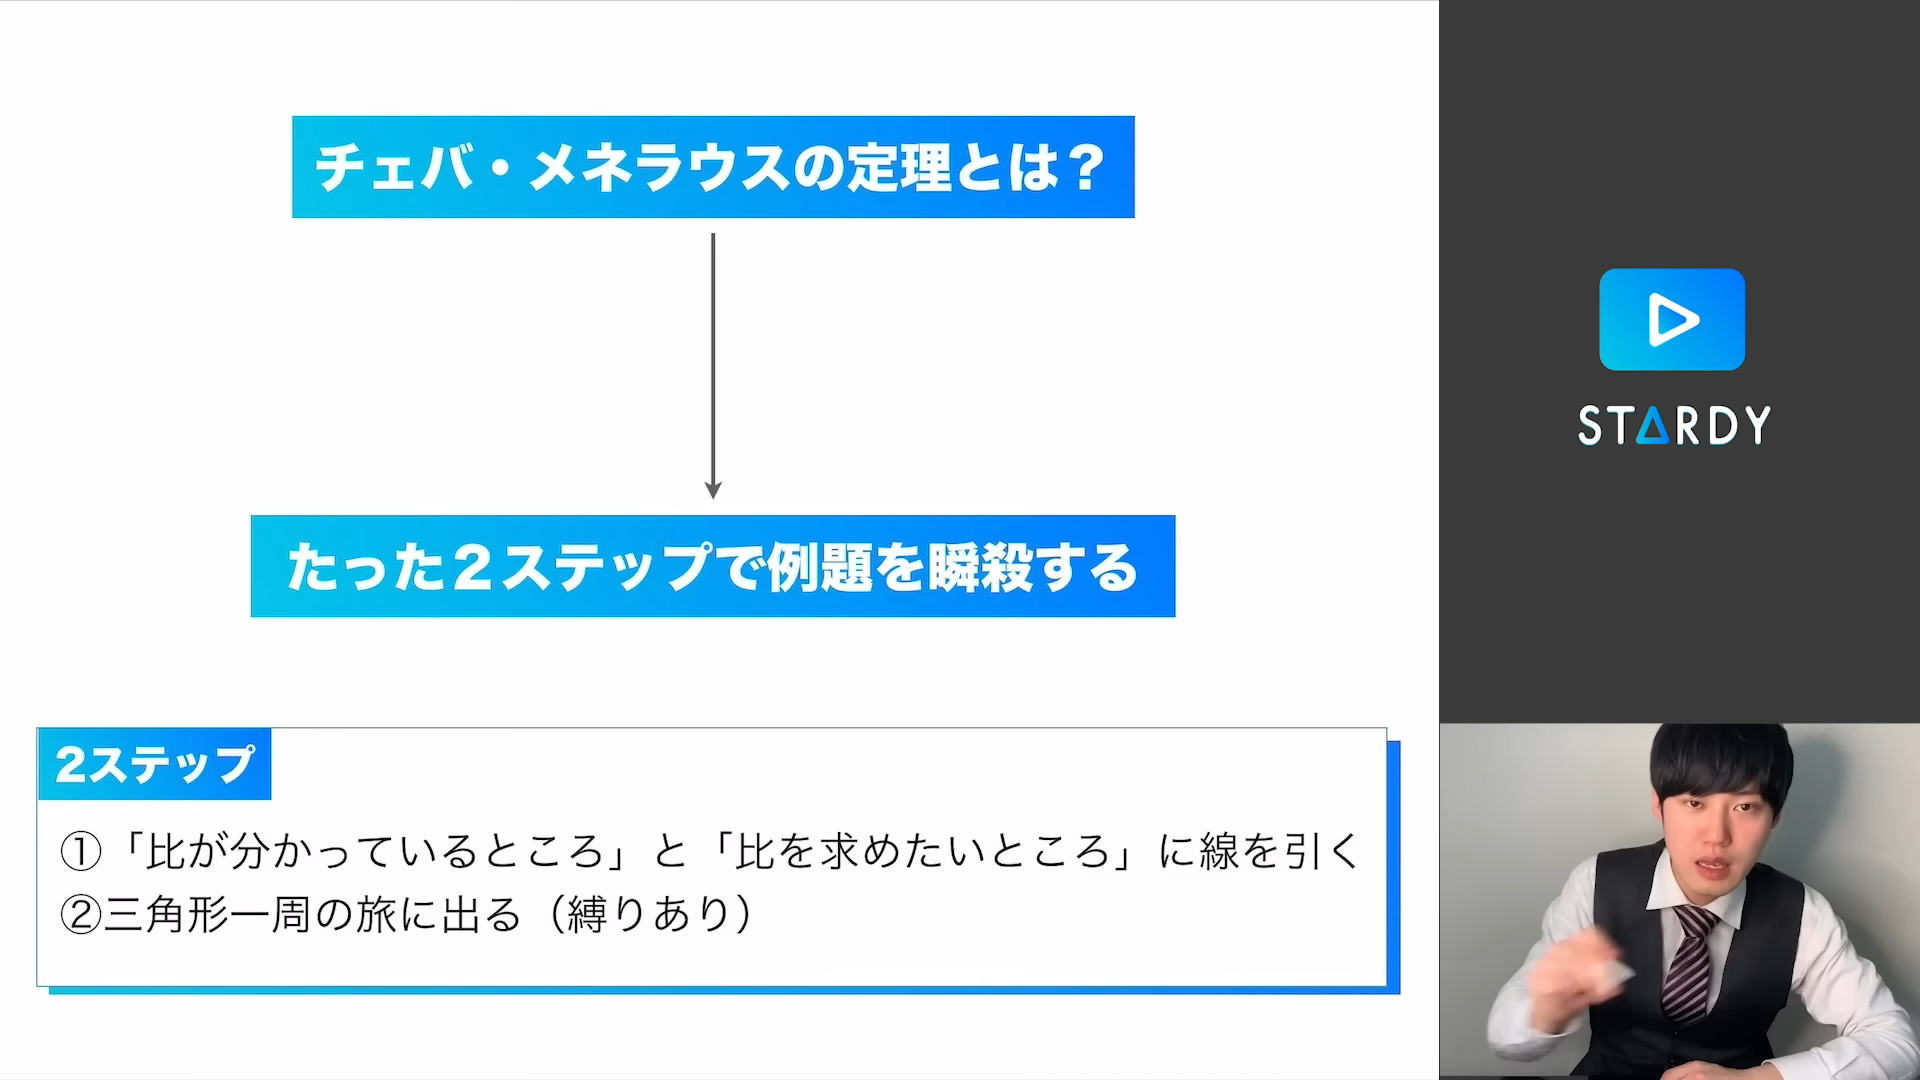 チェバ・メネラウスの定理とは？
たった２ステップで例題を瞬殺する
2ステップ
①「比が分かっているところ」と「比を求めたいところ」に線を引く
②三角形一周の旅に出る（縛りあり）
STARDY